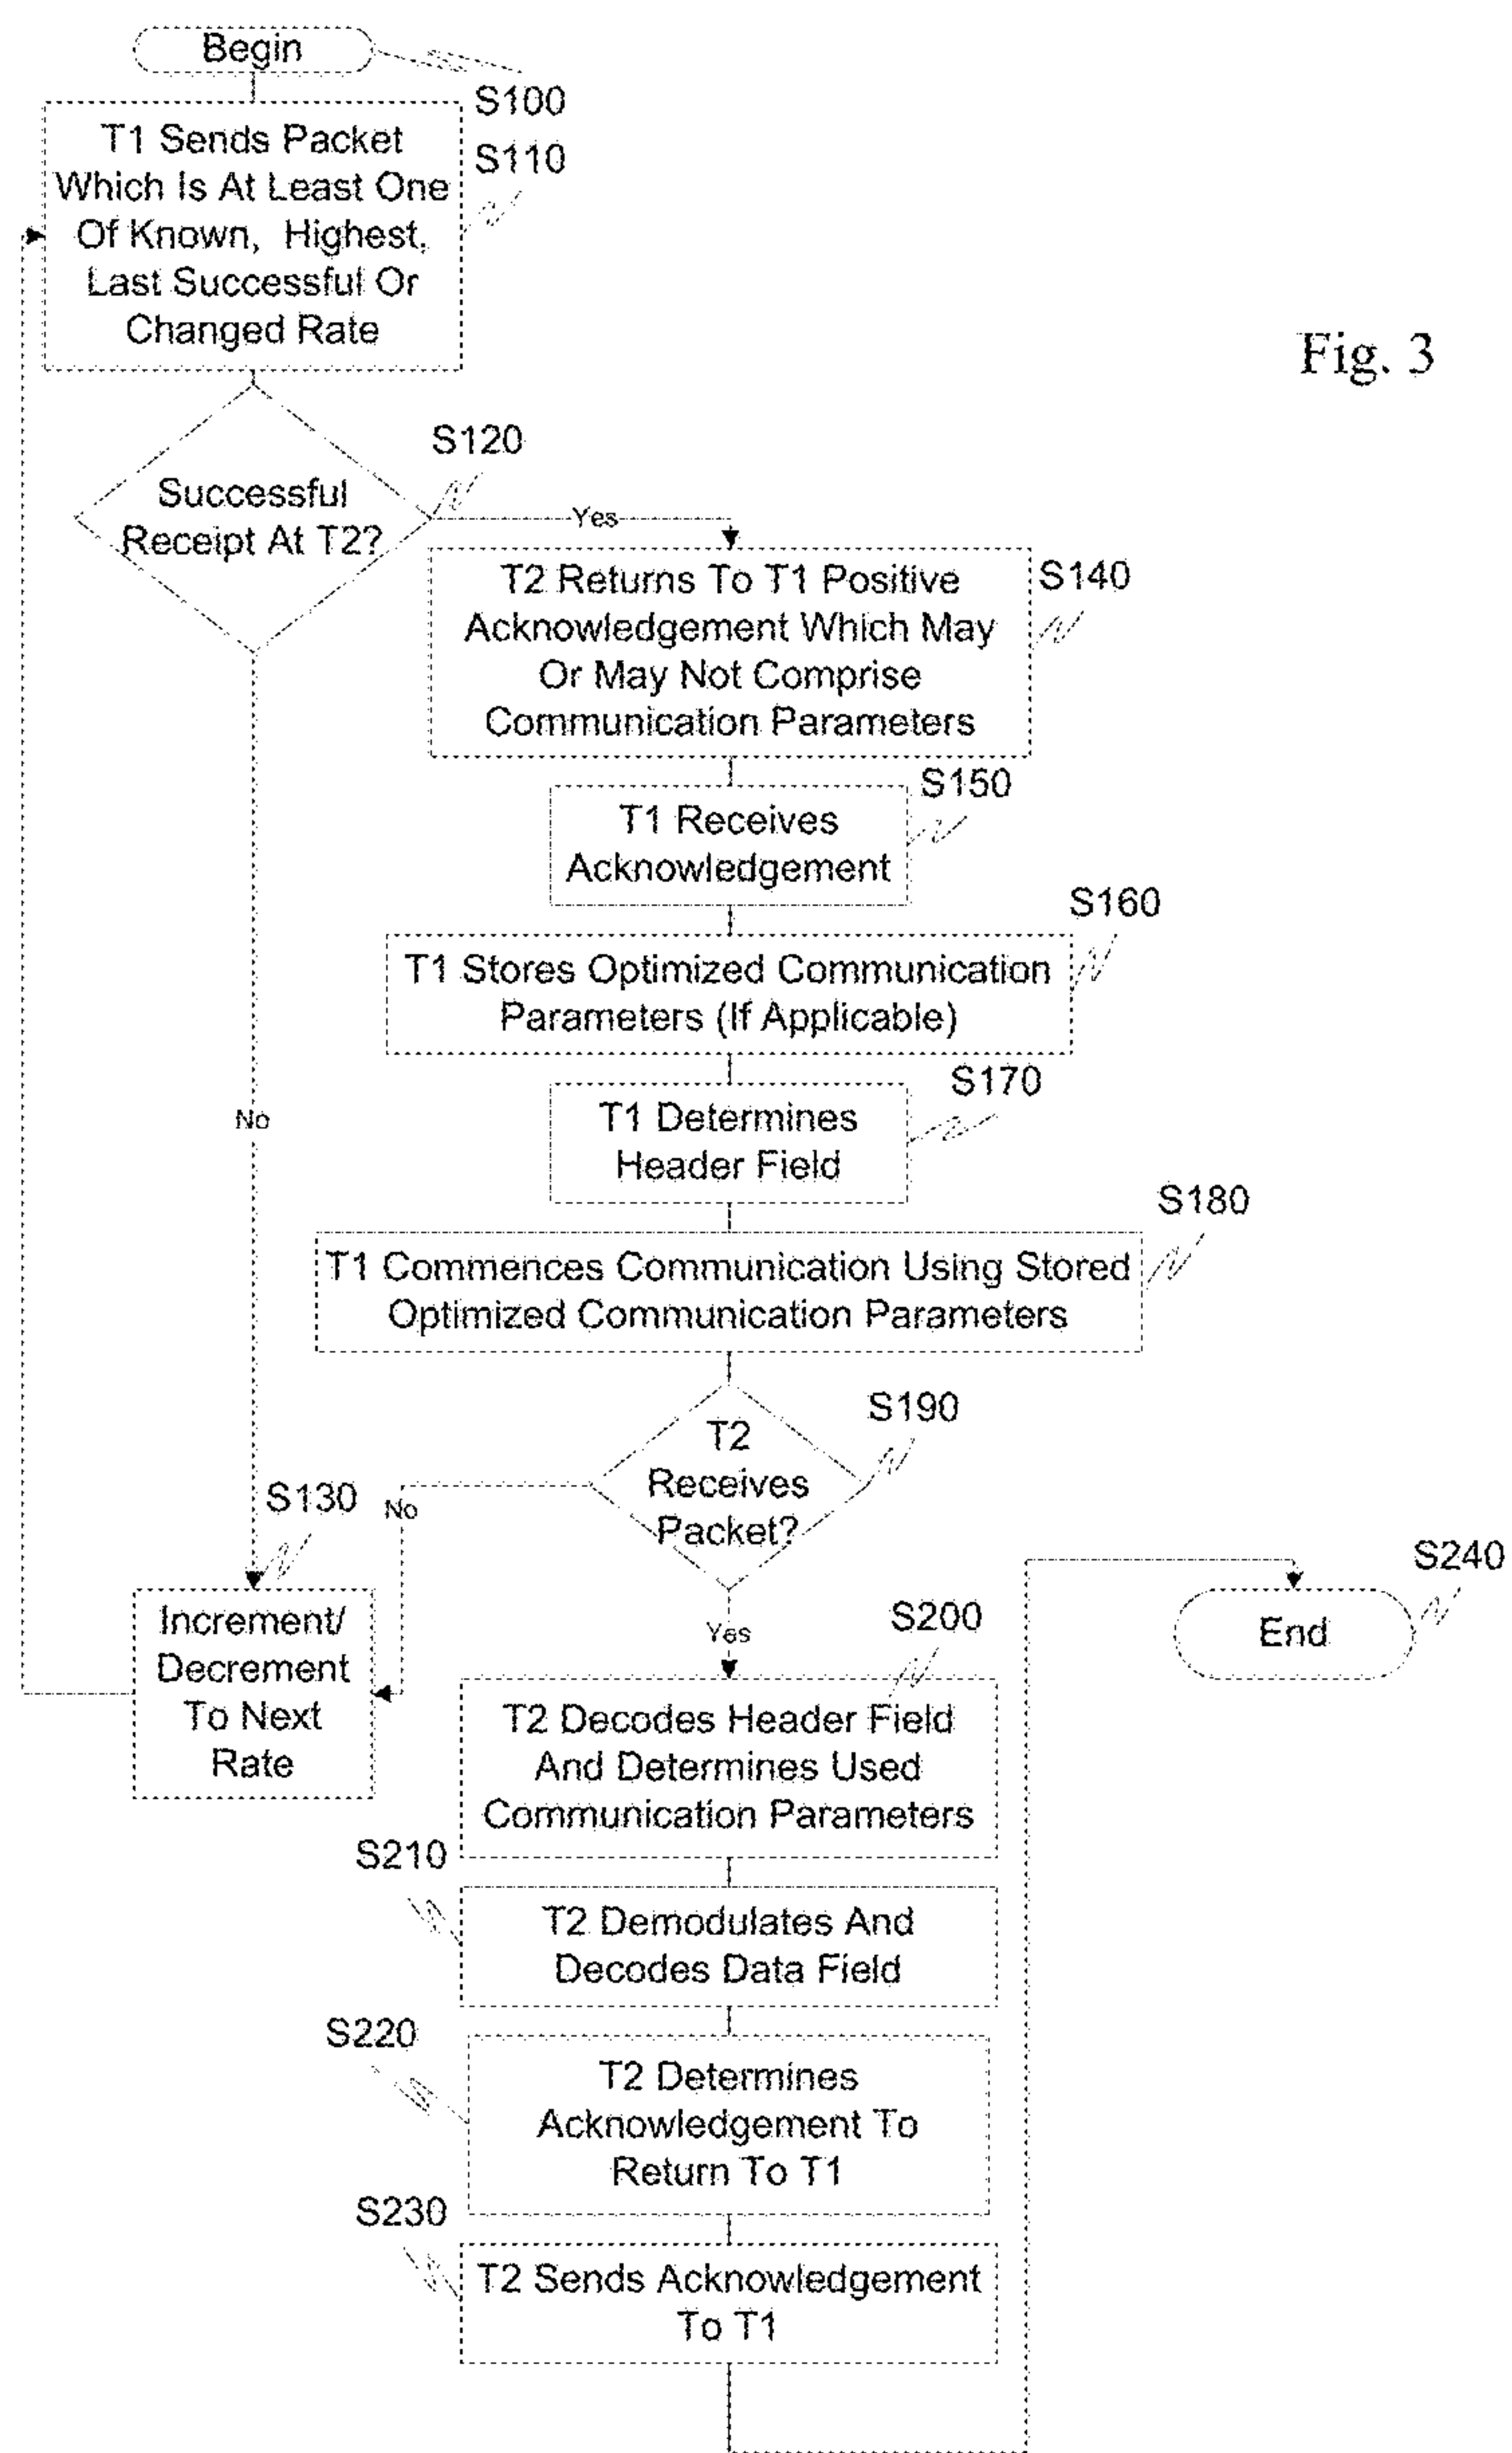 Begin
S100
T1 Sends Packet
Which Is At Least One
Of Known, Highest,
Last Successful Or
Changed Rate
S110
Fig. 3
Successful
Receipt At T2?
S120
Yes
T2 Returns To T1 Positive
Acknowledgement Which May
Or May Not Comprise
Communication Parameters
S140
T1 Receives
Acknowledgement
S150
T1 Stores Optimized Communication
Parameters (If Applicable)
S160
T1 Determines
Header Field
S170
No
T1 Commences Communication Using Stored
Optimized Communication Parameters
S180
T2
Receives
Packet?
S190
No
S130
Increment/
Decrement
To Next
Rate
Yes
S200
T2 Decodes Header Field
And Determines Used
Communication Parameters
End
S240
S210
T2 Demodulates And
Decodes Data Field
S220
T2 Determines
Acknowledgement To
Return To T1
S230
T2 Sends Acknowledgement
To T1